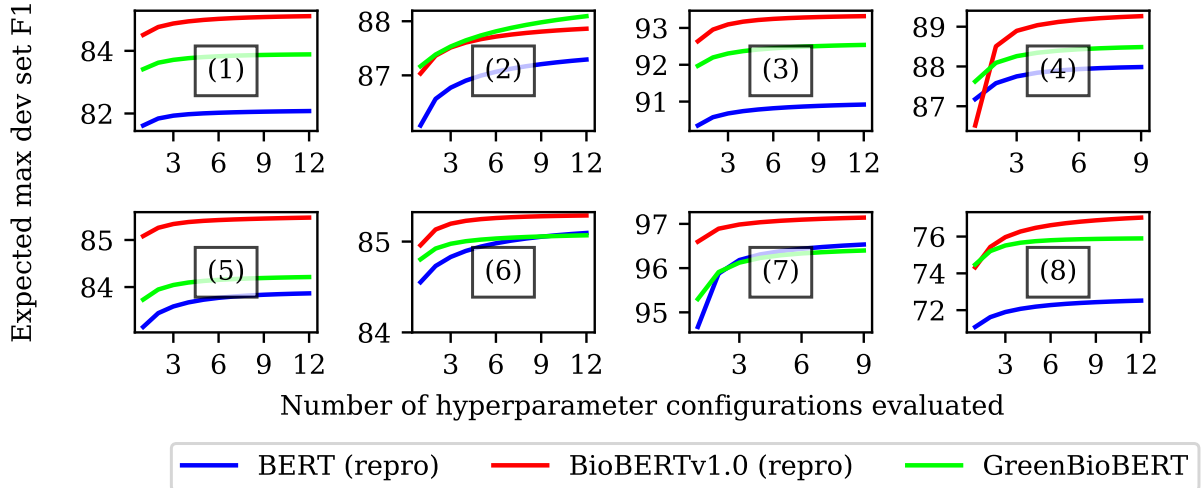 Expected max dev set F1
84
82
(1)
3 6 9 12
88
87
(2)
3 6 9 12
93
92
91
(3)
3 6 9 12
89
88
87
(4)
3 6 9
85
84
(5)
3 6 9 12
85
84
(6)
3 6 9 12
97
96
95
(7)
3 6 9
76
74
72
(8)
3 6 9 12
Number of hyperparameter configurations evaluated
BERT (repro) BioBERTv1.0 (repro) GreenBioBERT